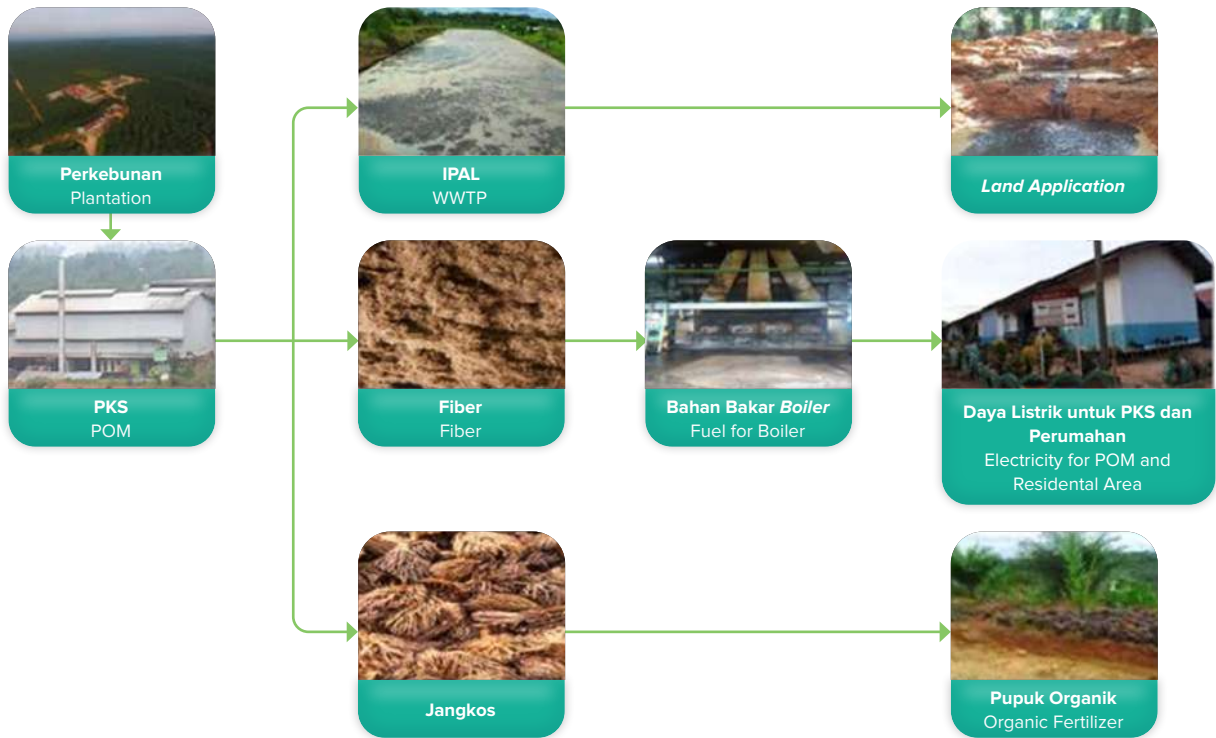 Perkebunan
Plantation
IPAL
WWTP
Land Application
PKS
POM
Fiber
Fiber
Bahan Bakar Boiler
Fuel for Boiler
Daya Listrik untuk PKS dan
Perumahan
Electricity for POM and
Residental Area
Jangkos
Pupuk Organik
Organic Fertilizer